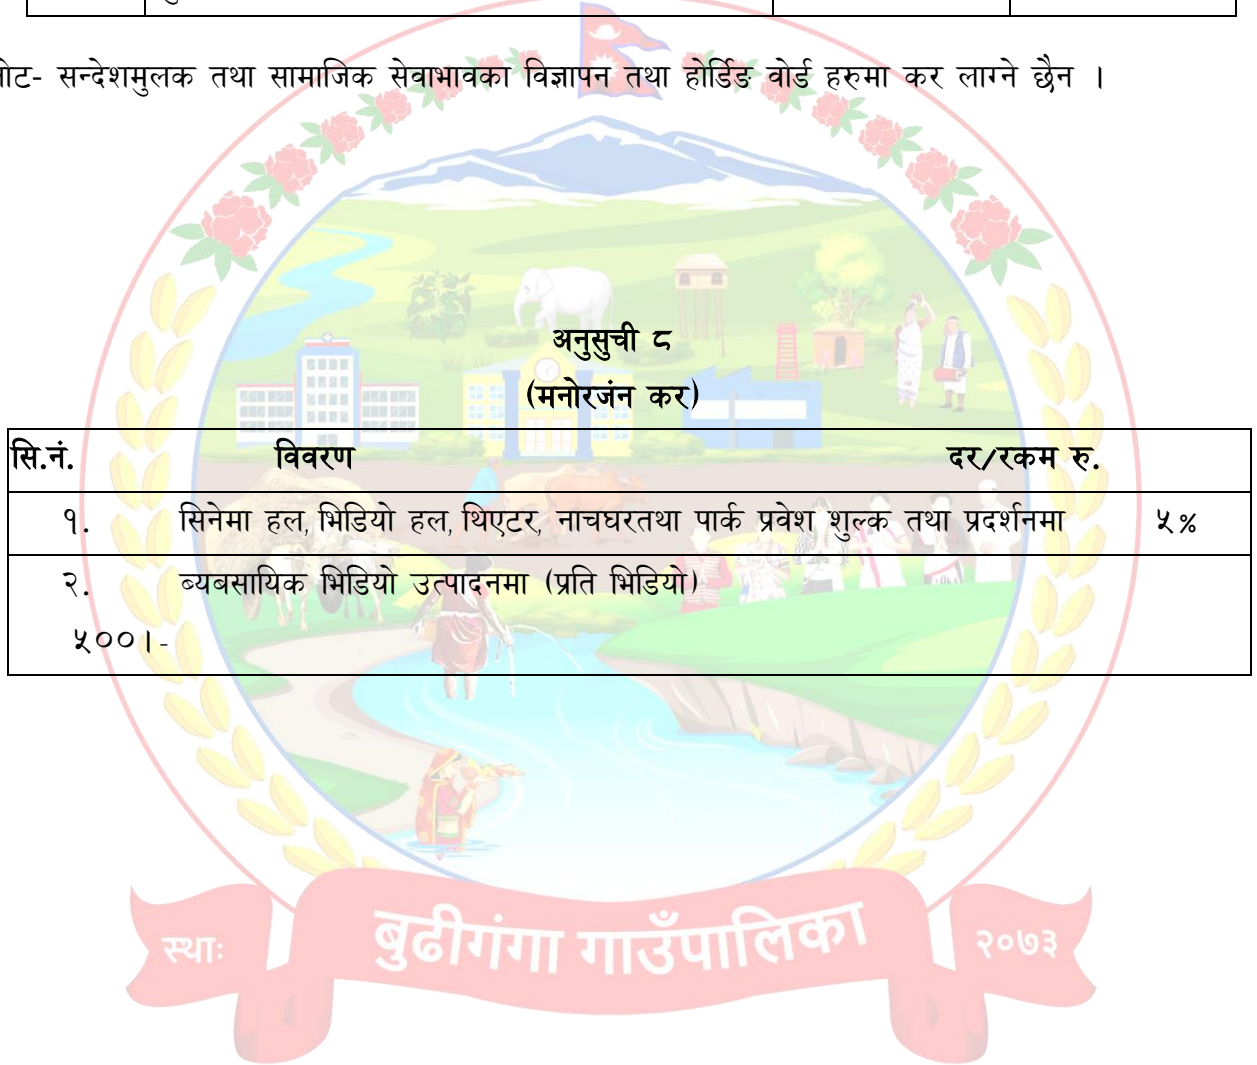 नोट- सन्देशमुलक तथा सामाजिक सेवाभावका विज्ञापन तथा होर्डिङ वोर्ड हरुमा कर लाग्ने छैन ।
अनुसुची ८
(मनोरजंन कर)
सि.नं. विवरण दर/रकम रु.
१. सिनेमा हल, भिडियो हल, थिएटर, नाचघरतथा पार्क प्रवेश शुल्क तथा प्रदर्शनमा ५%
२. ब्यबसायिक भिडियो उत्पादनमा (प्रति भिडियो)
५००।-
स्थाः बुढीगंगा गाउँपालिका २०७३